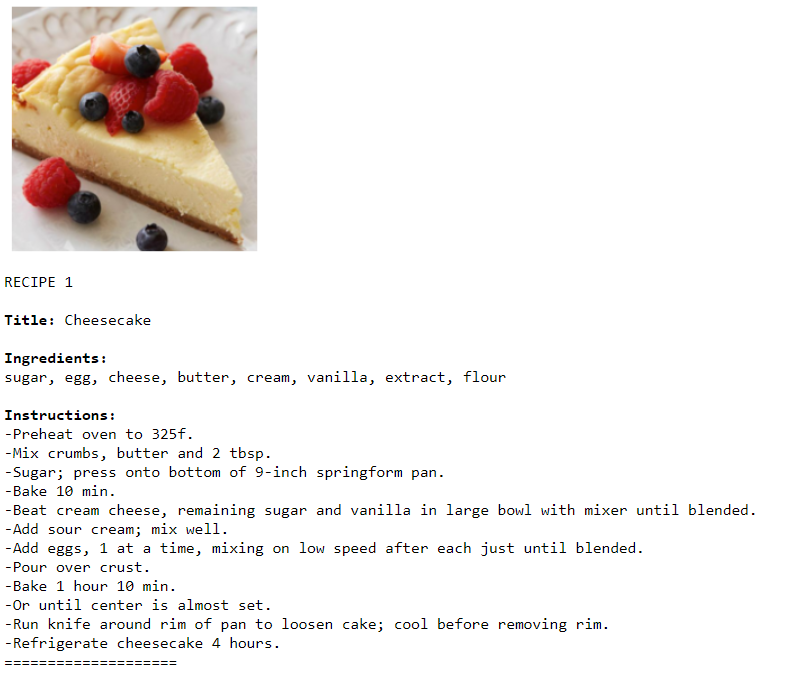 RECIPE 1
Title: Cheesecake
Ingredients:
sugar, egg, cheese, butter, cream, vanilla, extract, flour
Instructions:
-Preheat oven to 325f.
-Mix crumbs, butter and 2 tbsp.
-Sugar; press onto bottom of 9-inch springform pan.
-Bake 10 min.
-Beat cream cheese, remaining sugar and vanilla in large bowl with mixer until blended.
-Add sour cream; mix well.
-Add eggs, 1 at a time, mixing on low speed after each just until blended.
-Pour over crust.
-Bake 1 hour 10 min.
-Or until center is almost set.
-Run knife around rim of pan to loosen cake; cool before removing rim.
-Refrigerate cheesecake 4 hours.
====================